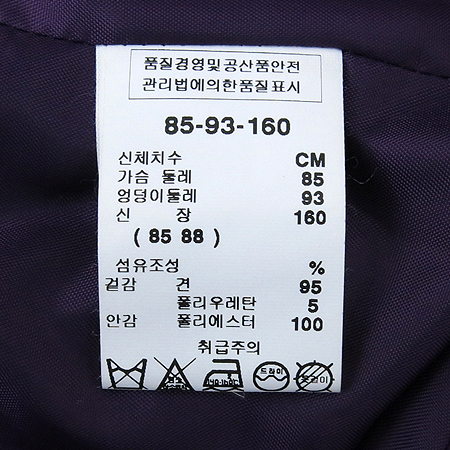 품질경영및공산품안전
관리법에의한품질표시
85-93-160
신체치수 CM
가슴 둘레 85
엉덩이둘레 93
신 장 160
( 85 88 )
섬유조성 %
겉감 견 95
폴리우레탄 5
안감 폴리에스터 100
취급주의
드라이